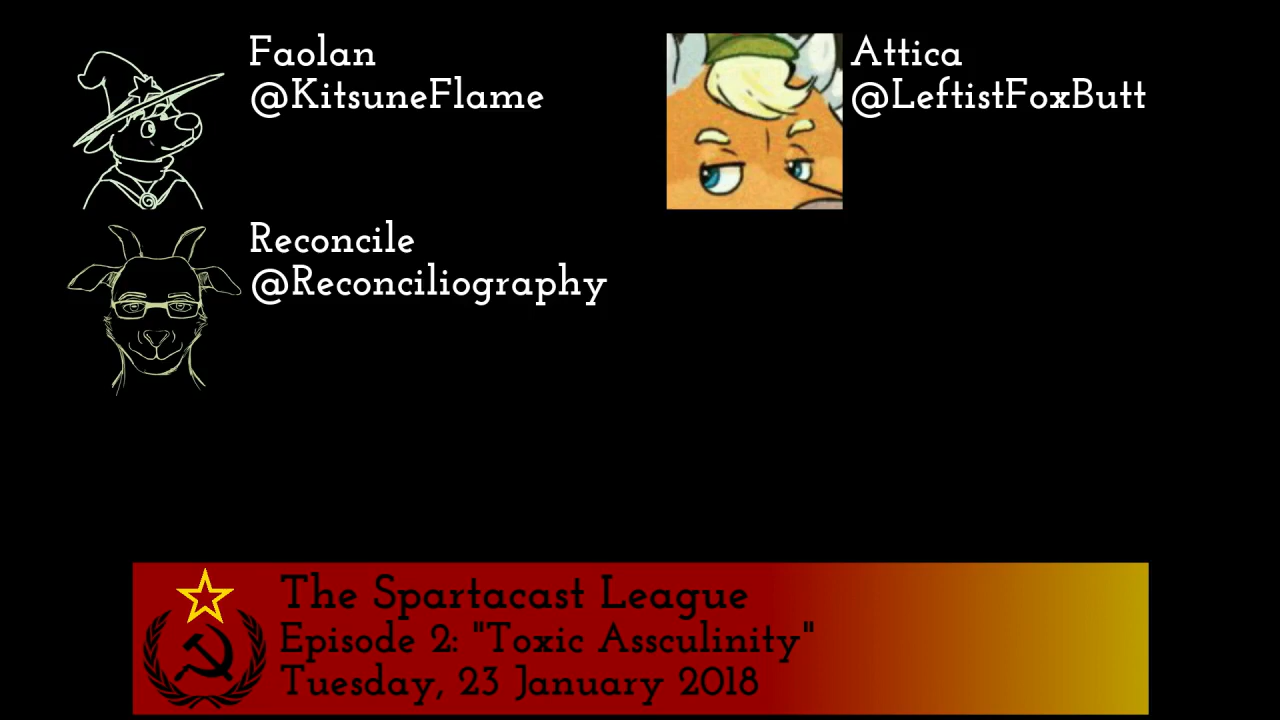 Faolan
@KitsuneFlame
Attica
@LeftistFoxButt
Reconcile
@Reconciliography
The Spartacast League
Episode 2: "Toxic Assculinity"
Tuesday, 23 January 2018